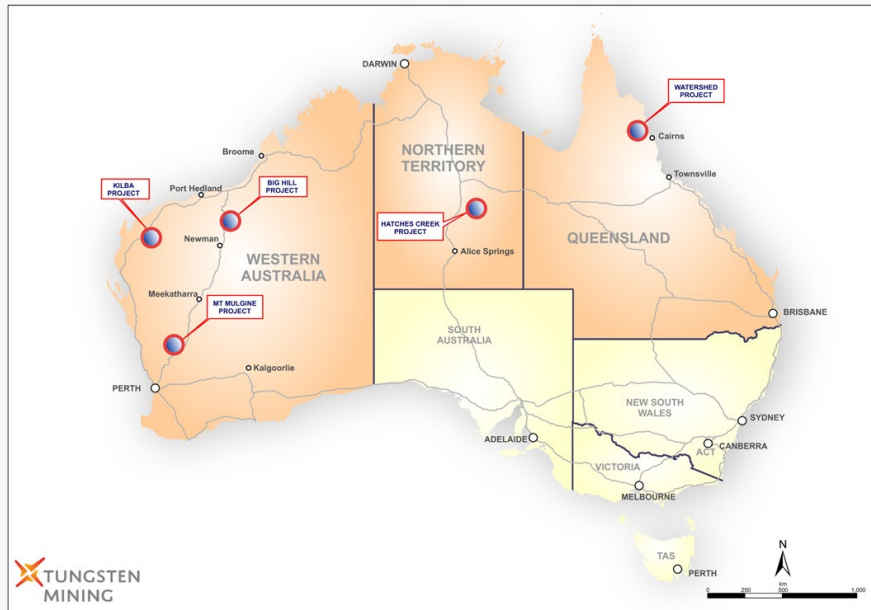 DARWIN
WATERSHED
PROJECT
Cairns
Broome
NORTHERN
TERRITORY
Townsville
KILBA
PROJECT
Port Hedland
BIG HILL
PROJECT
HATCHES CREEK
PROJECT
QUEENSLAND
Newman
WESTERN
AUSTRALIA
Alice Springs
Meekatharra
MT MULGINE
PROJECT
BRISBANE
SOUTH
AUSTRALIA
Kalgoorlie
PERTH
NEW SOUTH
WALES
SYDNEY
ADELAIDE
CANBERRA
ACT
VICTORIA
MELBOURNE
TAS
PERTH
N
km
0 250 500 1,000
TUNGSTEN
MINING